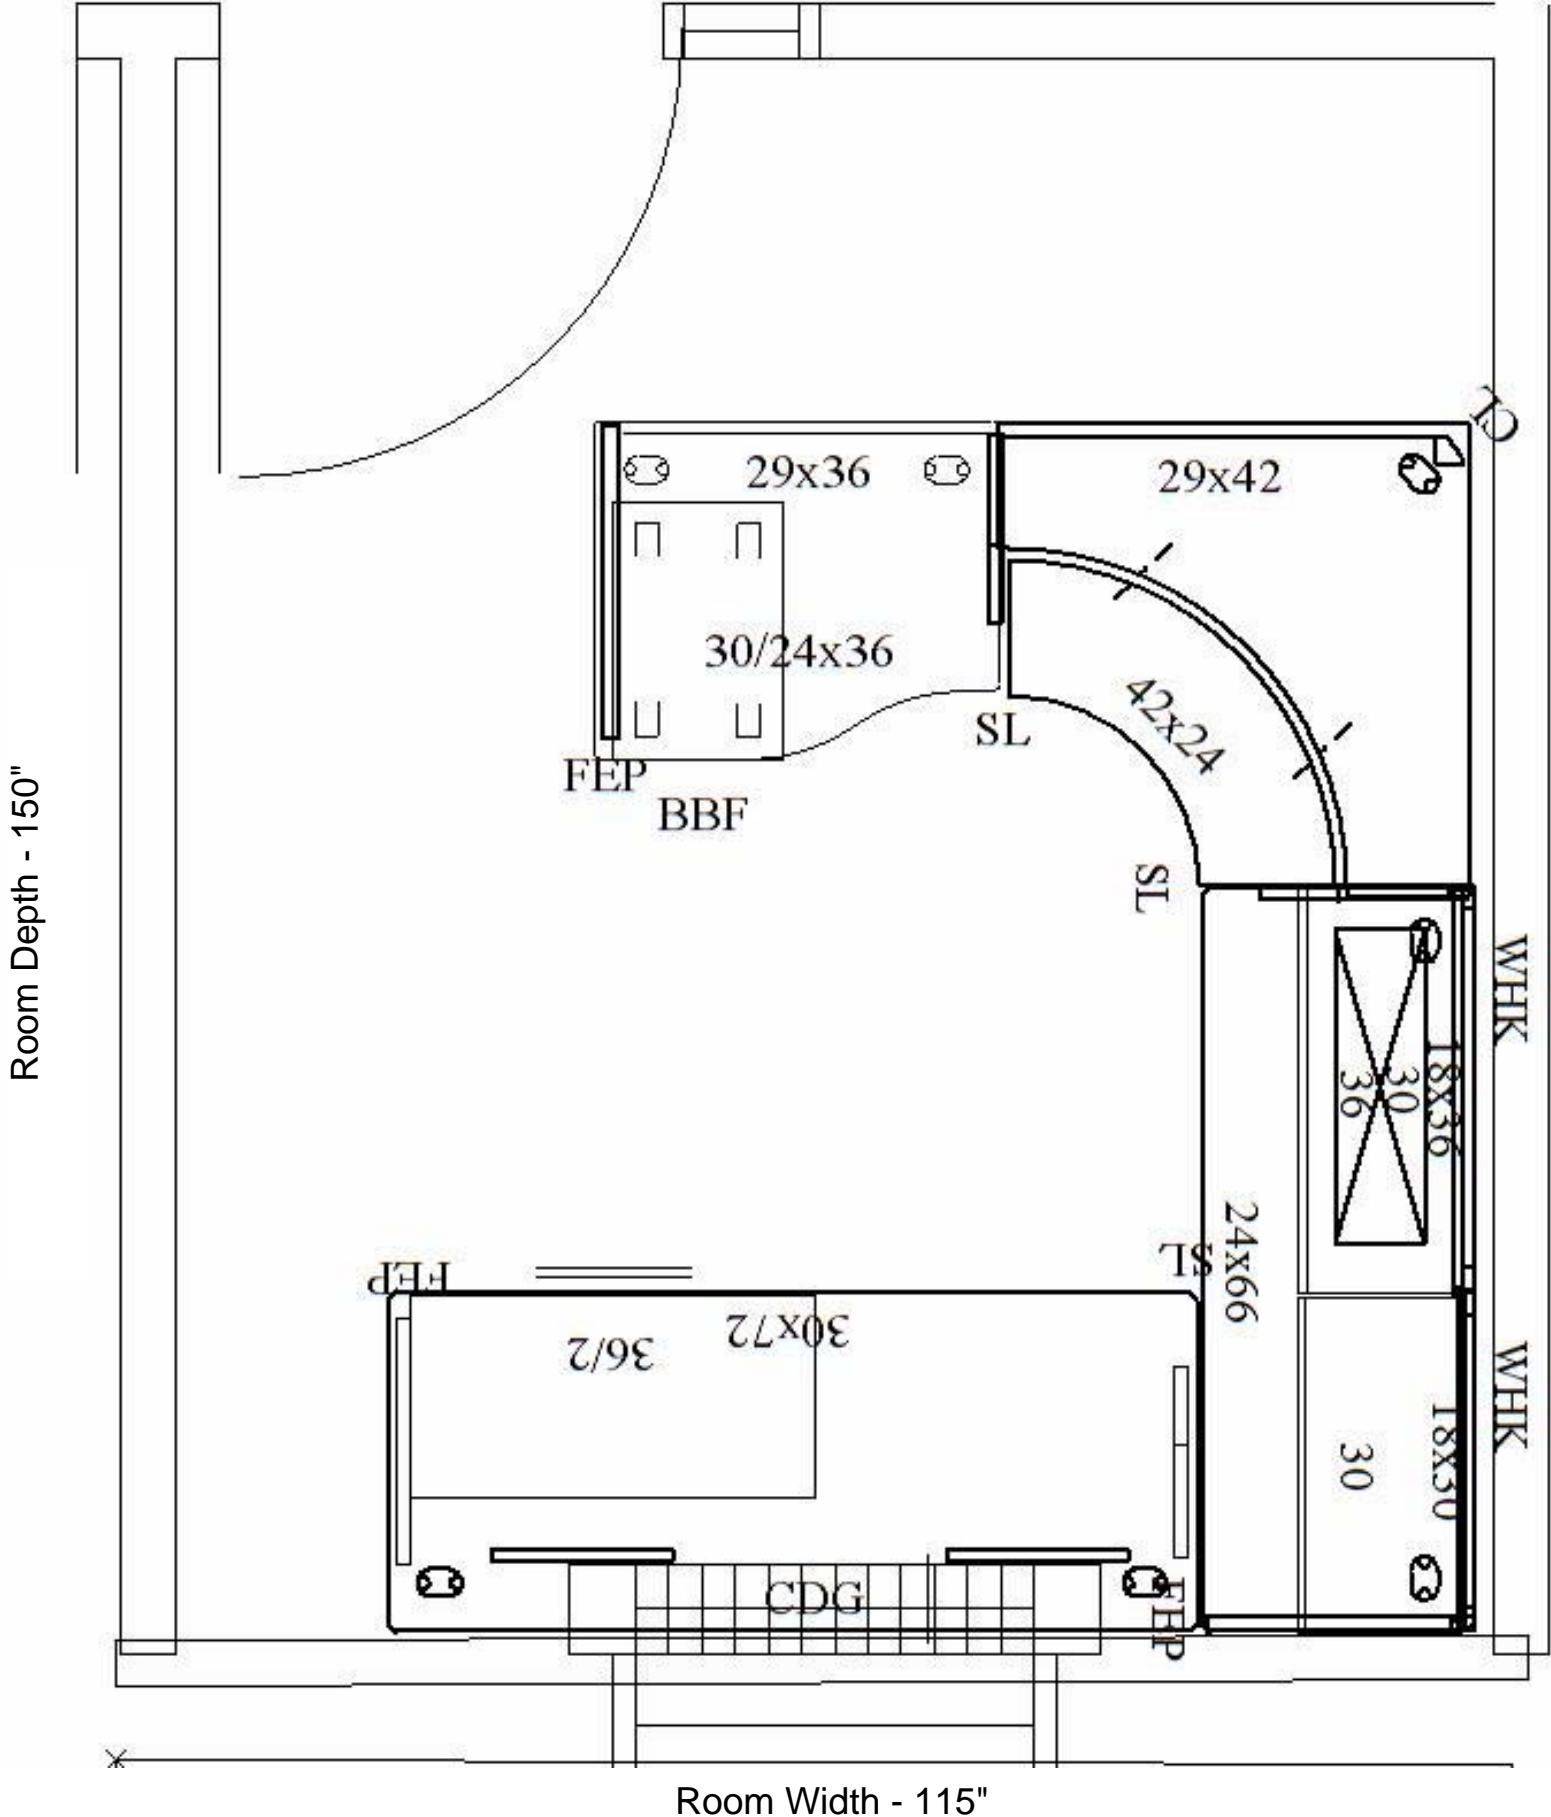 CL
29x36
29x42
30/24x36
42x24
SL
FEP
BBF
SL
WHK
18x36
30
36
Room Depth - 150"
24x66
SL
FEP
30x72
36/2
WHK
18x30
30
CDG
FEP
Room Width - 115"